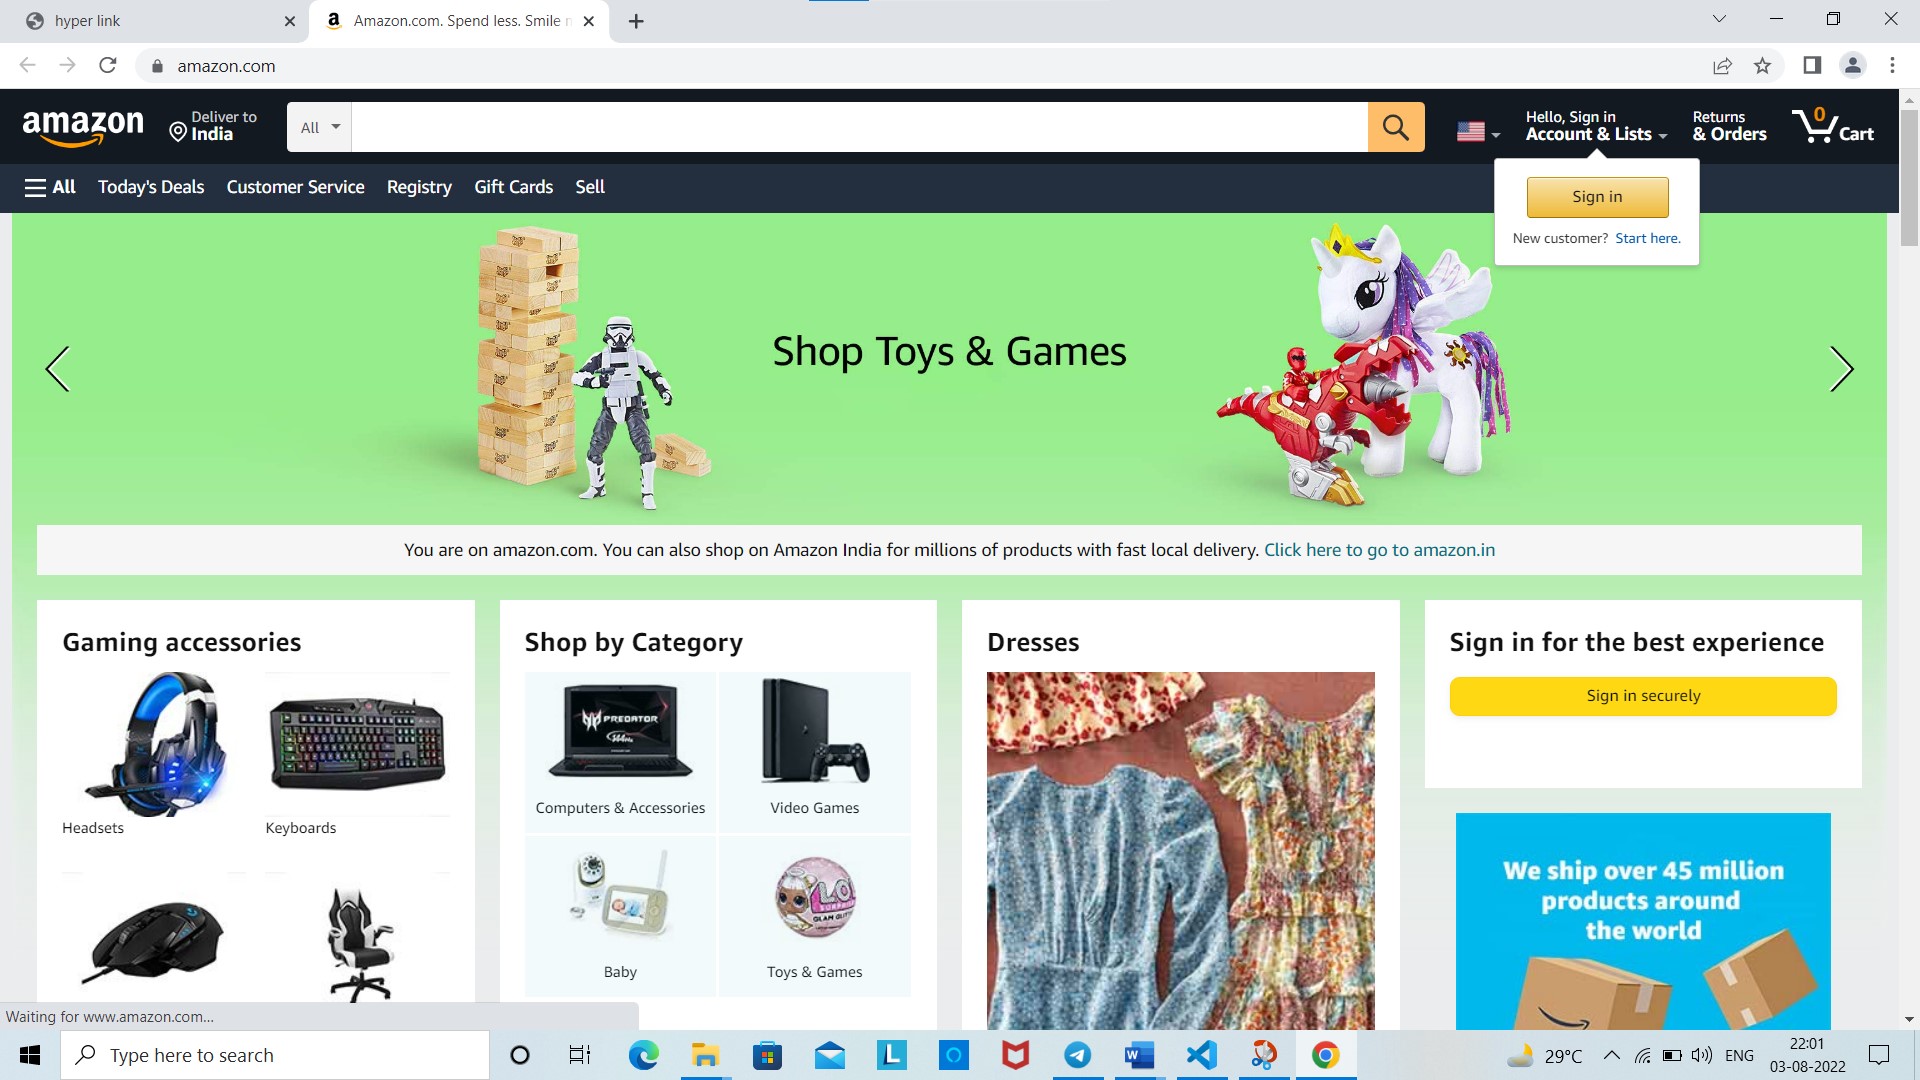 hyper link
Amazon.com. Spend less. Smile n
amazon.com
amazon
Deliver to
India
All
Hello, Sign in
Account & Lists
Returns
& Orders
0
Cart
All
Today's Deals
Customer Service
Registry
Gift Cards
Sell
Sign in
New customer? Start here.
Shop Toys & Games
You are on amazon.com. You can also shop on Amazon India for millions of products with fast local delivery. Click here to go to amazon.in
Gaming accessories
Headsets
Keyboards
Shop by Category
PREDATOR
144Hz
Computers & Accessories
Video Games
Baby
Toys & Games
Dresses
Sign in for the best experience
Sign in securely
We ship over 45 million
products around
the world
Waiting for www.amazon.com...
Type here to search
29°C
ENG
22:01
03-08-2022